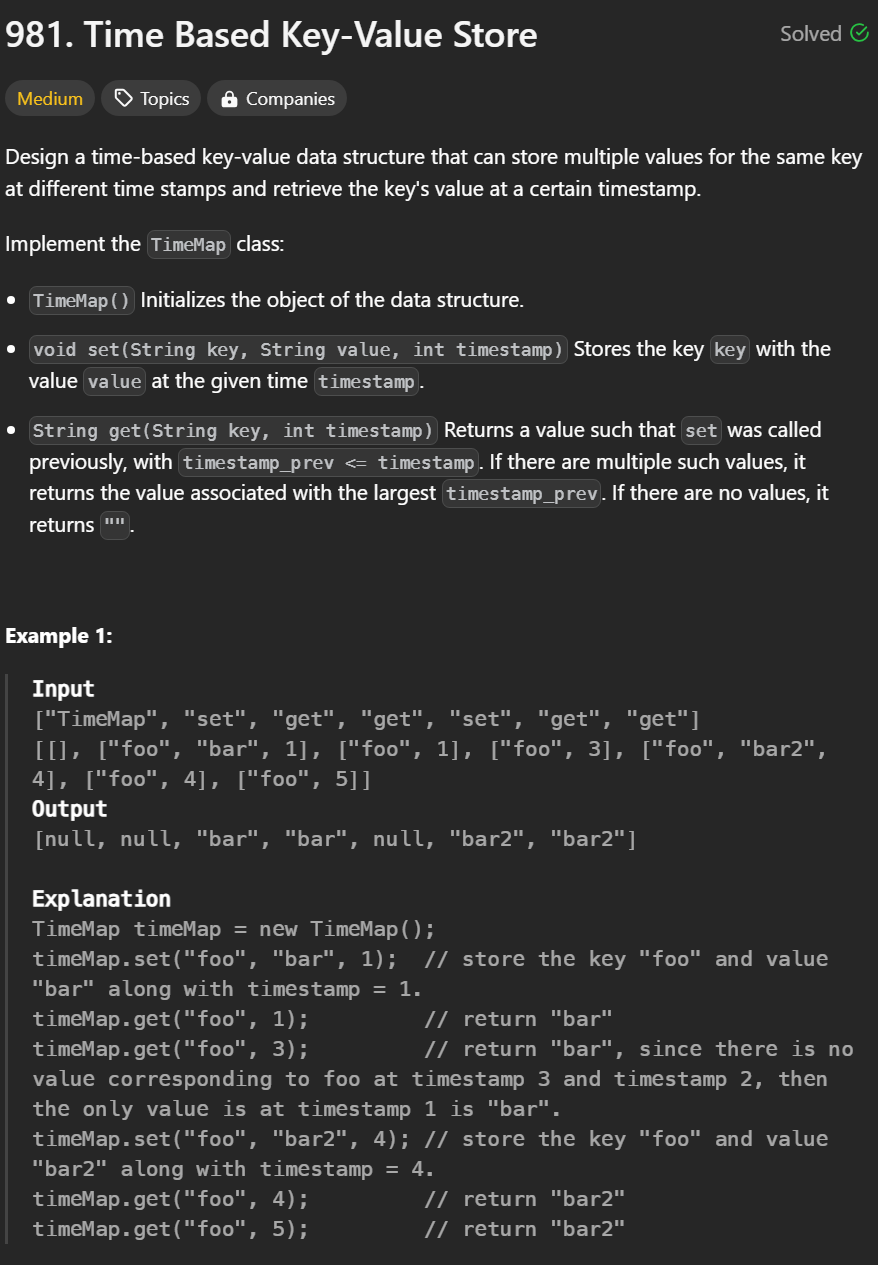 981. Time Based Key-Value Store
Solved
Medium
Topics
Companies
Design a time-based key-value data structure that can store multiple values for the same key
at different time stamps and retrieve the key's value at a certain timestamp.
Implement the TimeMap class:
• TimeMap() Initializes the object of the data structure.
• void set(String key, String value, int timestamp) Stores the key key with the
value value at the given time timestamp.
• String get(String key, int timestamp) Returns a value such that set was called
previously, with timestamp_prev <= timestamp. If there are multiple such values, it
returns the value associated with the largest timestamp_prev. If there are no values, it
returns "".
Example 1:
Input
["TimeMap", "set", "get", "get", "set", "get", "get"]
[[], ["foo", "bar", 1], ["foo", 1], ["foo", 3], ["foo", "bar2",
4], ["foo", 4], ["foo", 5]]
Output
[null, null, "bar", "bar", null, "bar2", "bar2"]
Explanation
TimeMap timeMap = new TimeMap();
timeMap.set("foo", "bar", 1);  // store the key "foo" and value
"bar" along with timestamp = 1.
timeMap.get("foo", 1);         // return "bar"
timeMap.get("foo", 3);         // return "bar", since there is no
value corresponding to foo at timestamp 3 and timestamp 2, then
the only value is at timestamp 1 is "bar".
timeMap.set("foo", "bar2", 4); // store the key "foo" and value
"bar2" along with timestamp = 4.
timeMap.get("foo", 4);         // return "bar2"
timeMap.get("foo", 5);         // return "bar2"